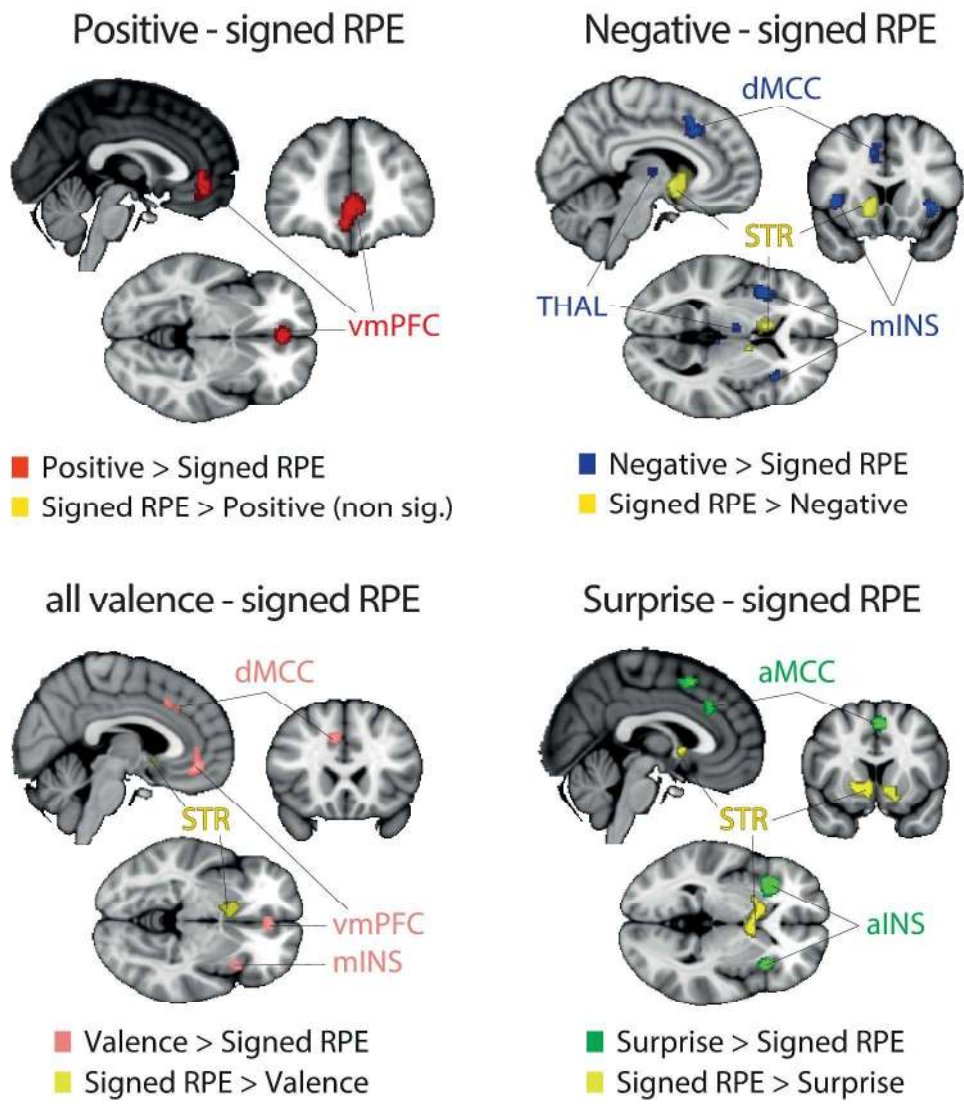 Positive - signed RPE
vmPFC
■ Positive > Signed RPE
■ Signed RPE > Positive (non sig.)
Negative - signed RPE
dMCC
STR
THAL
mINS
■ Negative > Signed RPE
■ Signed RPE > Negative
all valence - signed RPE
dMCC
STR
vmPFC
mINS
■ Valence > Signed RPE
■ Signed RPE > Valence
Surprise - signed RPE
aMCC
STR
aINS
■ Surprise > Signed RPE
■ Signed RPE > Surprise